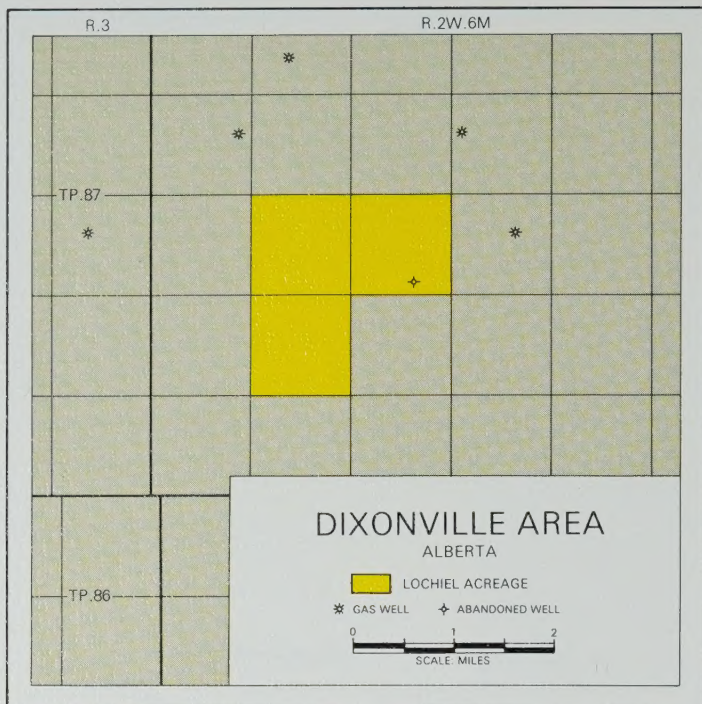 R.3 R.2W.6M
TP.87
TP.86
DIXONVILLE AREA
ALBERTA
LOCHIEL ACREAGE
GAS WELL ABANDONED WELL
0 1 2
SCALE: MILES